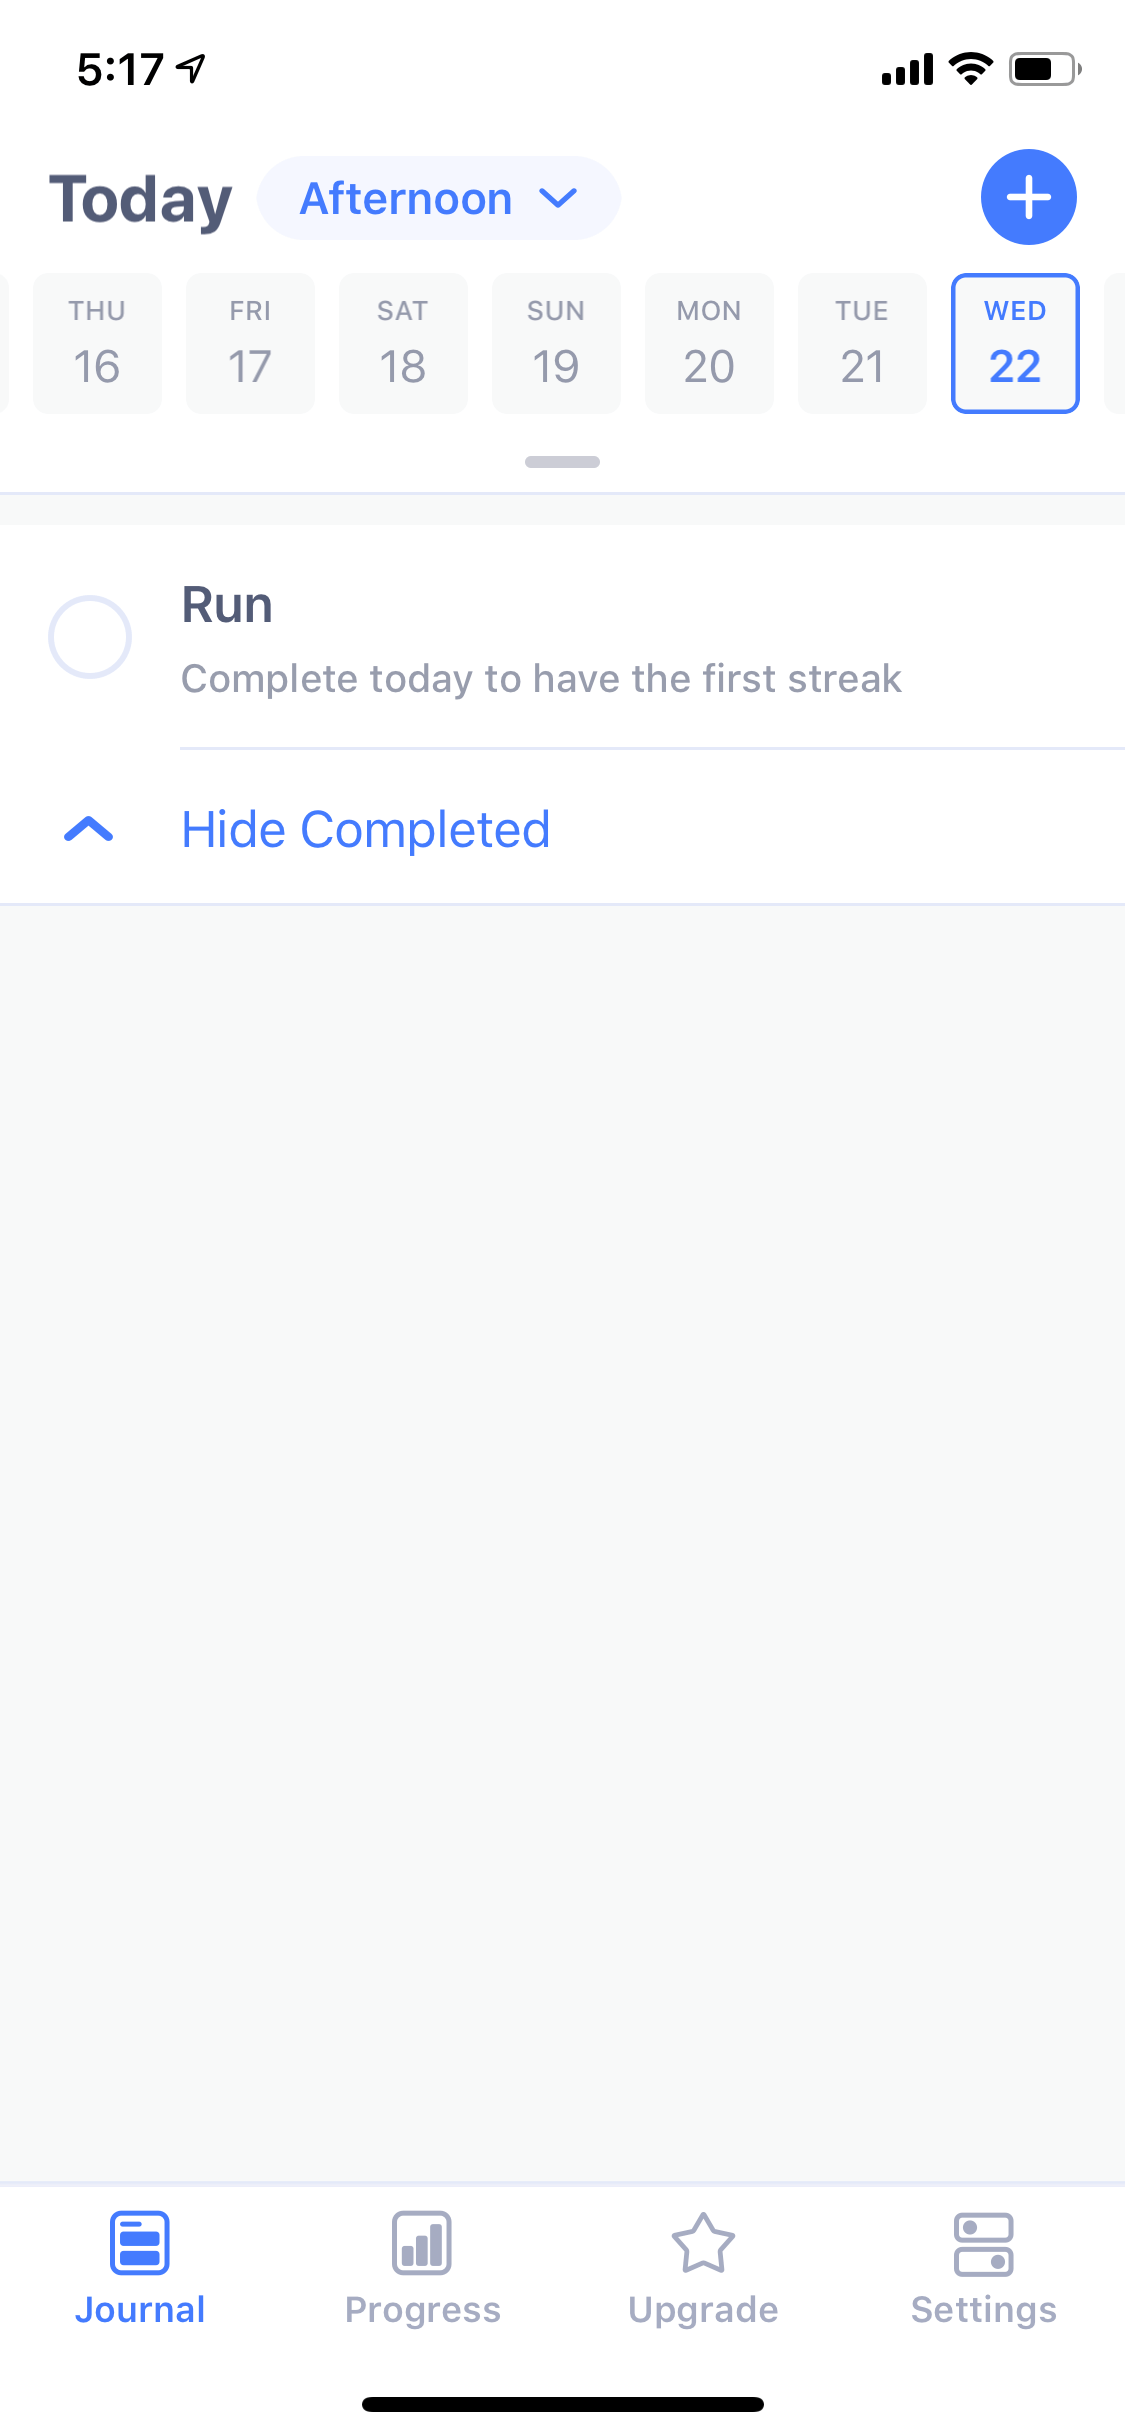 5:17
Today Afternoon
THU FRI SAT SUN MON TUE WED
16 17 18 19 20 21 22
Run
Complete today to have the first streak
Hide Completed
Journal Progress Upgrade Settings